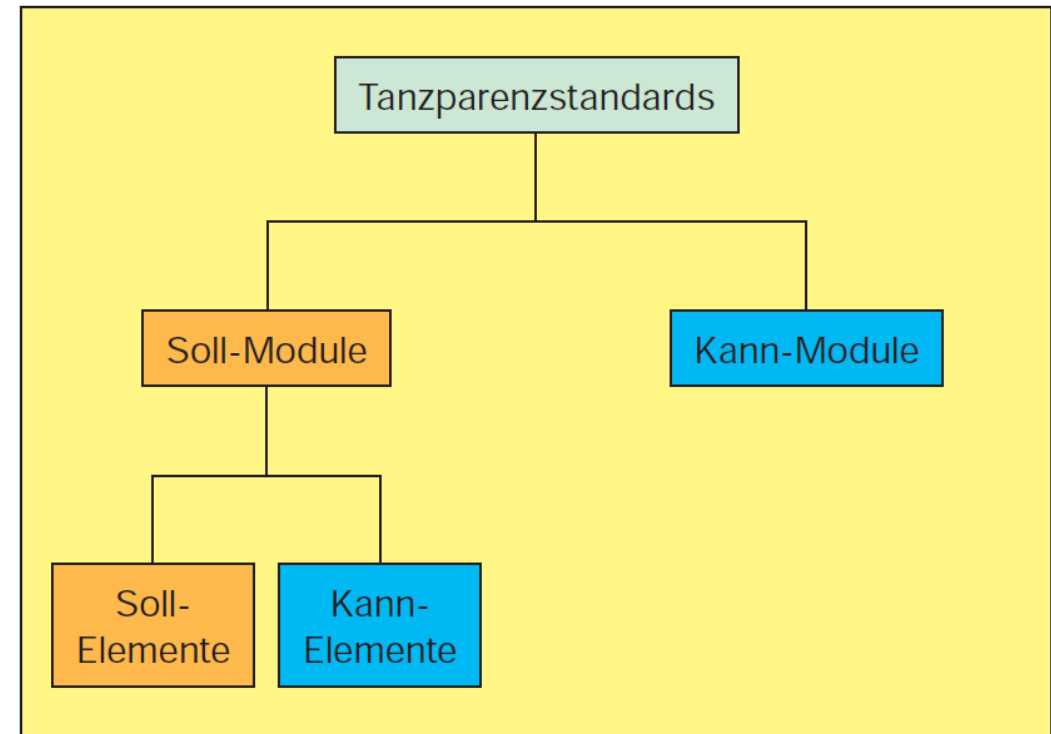 Tanzparenzstandards
Soll-Module
Kann-Module
Soll-
Elemente
Kann-
Elemente